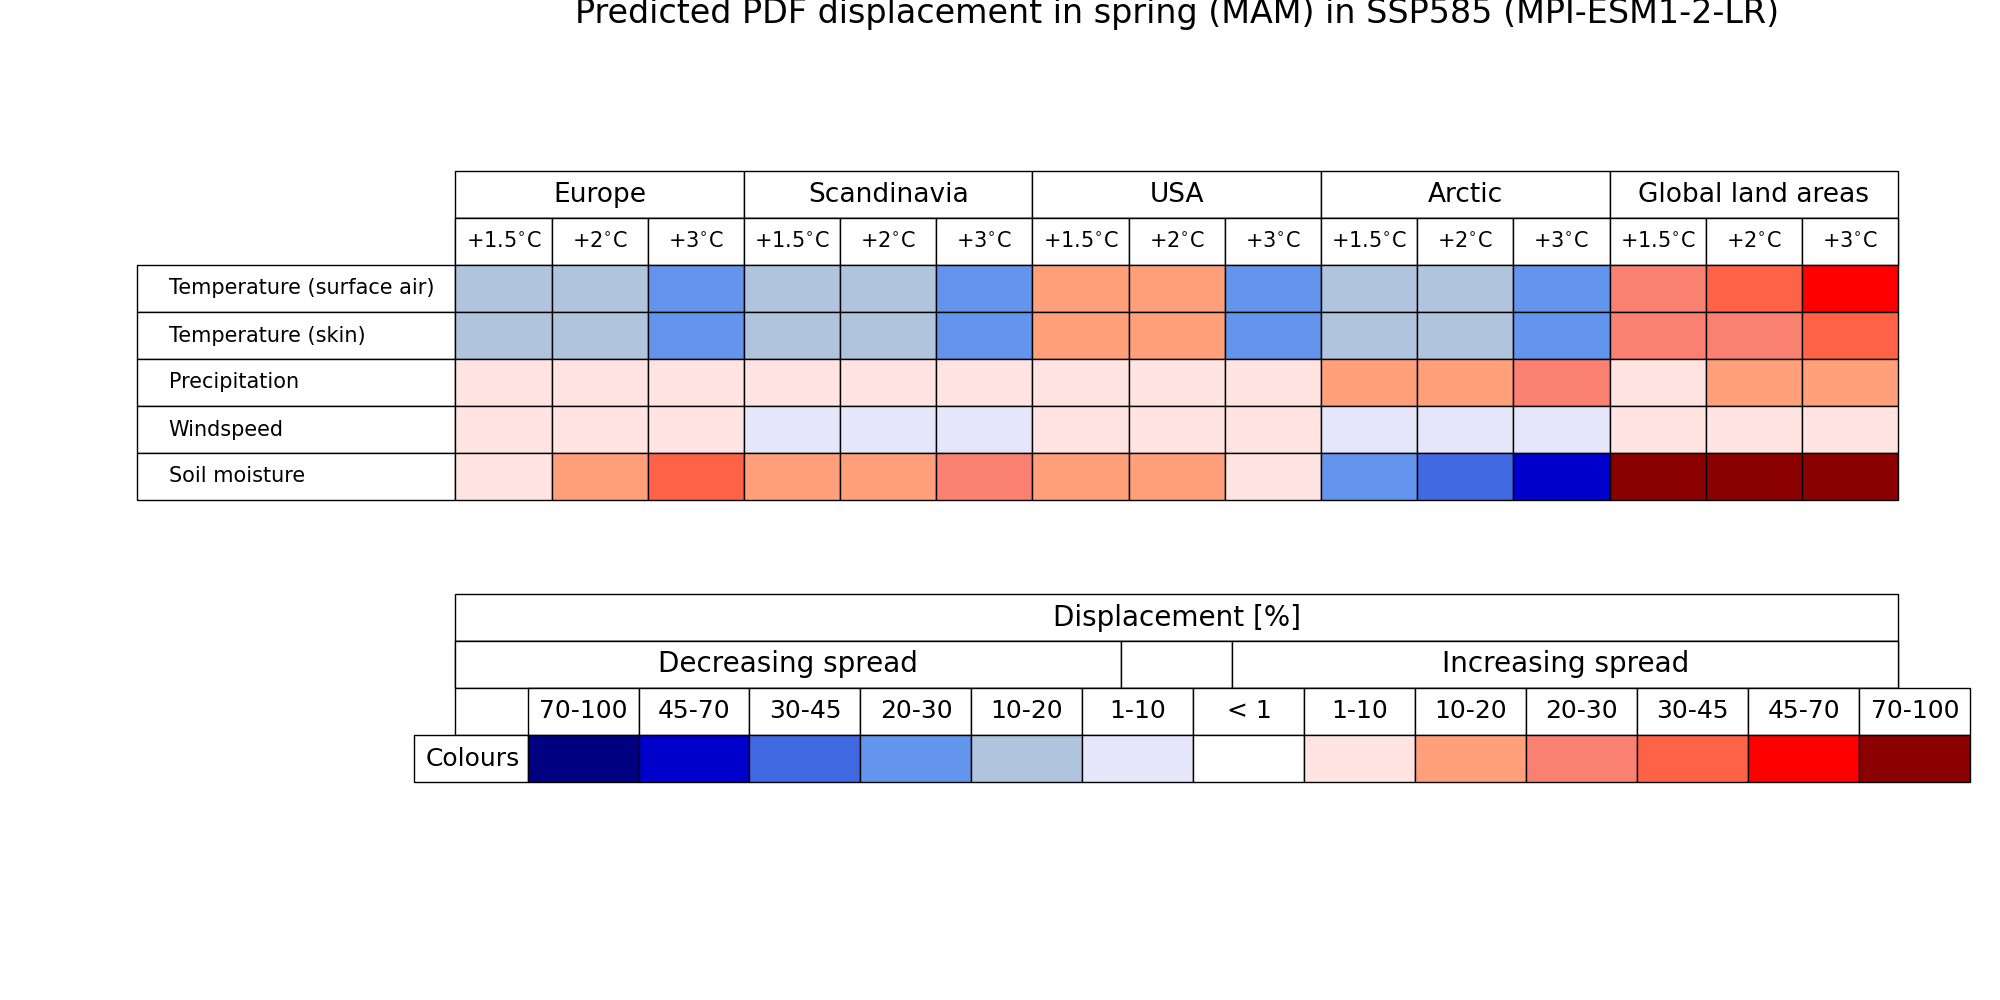 Predicted PDF displacement in spring (MAM) in SSP585 (MPI-ESM1-2-LR)
Europe Scandinavia USA Arctic Global land areas
+1.5°C +2°C +3°C +1.5°C +2°C +3°C +1.5°C +2°C +3°C +1.5°C +2°C +3°C +1.5°C +2°C +3°C
Temperature (surface air)
Temperature (skin)
Precipitation
Windspeed
Soil moisture
Displacement [%]
Decreasing spread Increasing spread
70-100 45-70 30-45 20-30 10-20 1-10 < 1 1-10 10-20 20-30 30-45 45-70 70-100
Colours